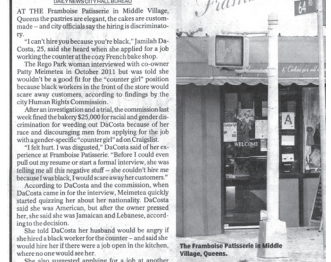 DAILY NEWS CITY HALL BUREAU
AT THE Framboise Patisserie in Middle Village,
Queens the pastries are elegant, the cakes are custom-
made – and city officials say the hiring is discriminato-
ry.
"I can't hire you because you're black," Jamilah Da-
Costa, 25, said she heard when she applied for a job
working the counter at the cozy French bake shop.
The Rego Park woman interviewed with co-owner
Patty Meimetea in October 2011 but was told she
wouldn't be a good fit for the "counter girl" position
because black workers in the front of the store would
scare away customers, according to findings by the
city Human Rights Commission.
After an investigation and a trial, the commission last
week fined the bakery $25,000 for racial and gender dis-
crimination for weeding out DaCosta because of her
race and discouraging men from applying for the job
with a gender-specific "counter girl" ad on Craigslist.
"I felt hurt. I was disgusted," DaCosta said of her ex-
perience at Framboise Patisserie. "Before I could even
pull out my resume or start a formal interview, she was
telling me all this negative stuff – she couldn't hire me
because I was black, I would scare away her customers."
According to DaCosta and the commission, when
DaCosta came in for the interview, Meimetea quickly
started quizzing her about her nationality. DaCosta
said she was American, but after the owner pressed
her, she said she was Jamaican and Lebanese, accord-
ing to the decision.
She told DaCosta her husband would be angry if
she hired a black worker for the counter – and said she
would hire her if there were a job open in the kitchen,
where no one would see her.
She also suggested applying for a job at another
64
WELCOME
A
The Framboise Patisserie in Middle
Village, Queens.